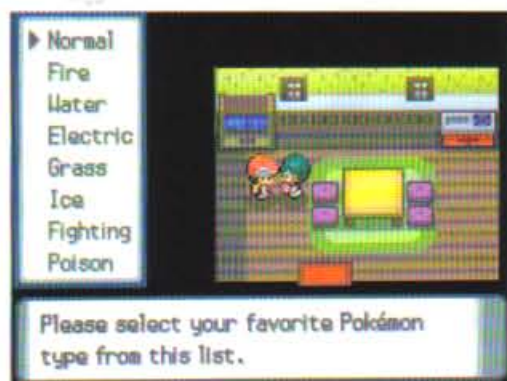 Normal
Fire
Water
Electric
Grass
Ice
Fighting
Poison
Please select your favorite Pokémon
type from this list.